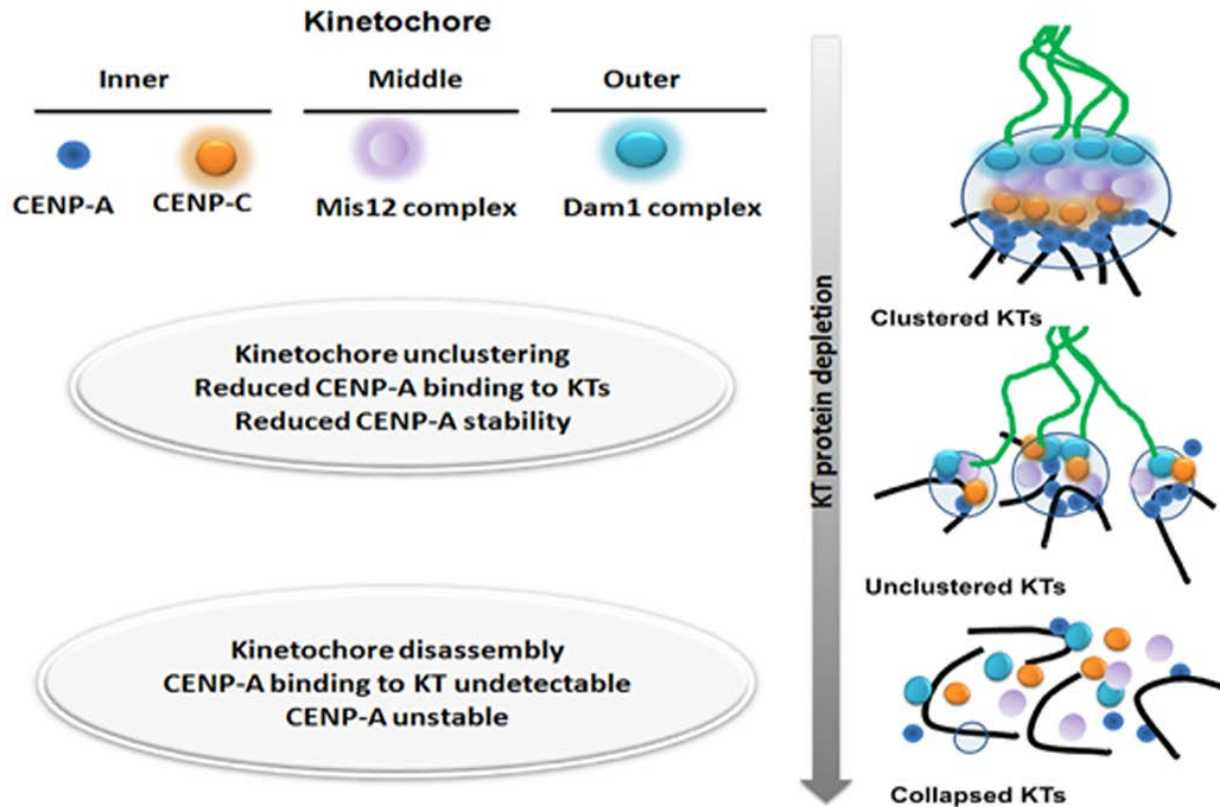 Kinetochore
Inner
Middle
Outer
CENP-A
CENP-C
Mis12 complex
Dam1 complex
Kinetochore unclustering
Reduced CENP-A binding to KTs
Reduced CENP-A stability
Kinetochore disassembly
CENP-A binding to KT undetectable
CENP-A unstable
KT protein depletion
Clustered KTs
Unclustered KTs
Collapsed KTs